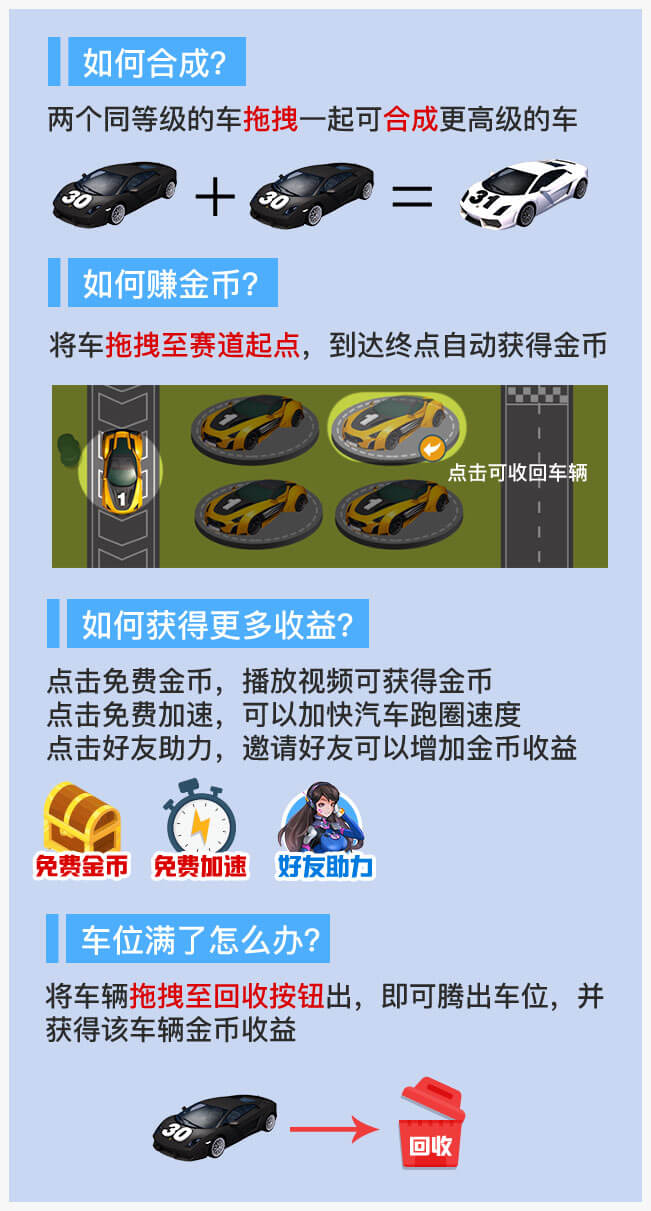 如何合成?
两个同等级的车拖拽一起可合成更高级的车
30 + 30 = 31
如何赚金币?
将车拖拽至赛道起点，到达终点自动获得金币
1 1
1
点击可收回车辆
1 1
如何获得更多收益?
点击免费金币，播放视频可获得金币
点击免费加速，可以加快汽车跑圈速度
点击好友助力，邀请好友可以增加金币收益
免费金币 免费加速 好友助力
车位满了怎么办?
将车辆拖拽至回收按钮出，即可腾出车位，并
获得该车辆金币收益
30 回收